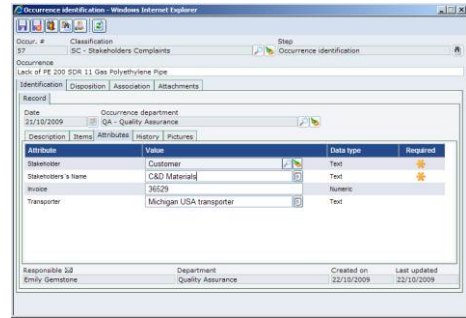 Occurrence identification - Windows Internet Explorer
Occur. # Classification Step
57 SC - Stakeholders Complaints Occurrence identification
Occurrence
Lack of PE 200 SDR 11 Gas Polyethylene Pipe
Identification Disposition Association Attachments
Record
Date Occurrence department
21/10/2009 QA - Quality Assurance
Description Items Attributes History Pictures
Attribute Value Data type Required
Stakeholder Customer Text
Stakeholders's Name C&D Materials Text
Invoice 36529 Numeric
Transporter Michigan USA transporter Text
Responsible Department Created on Last updated
Emily Gemstone Quality Assurance 22/10/2009 22/10/2009